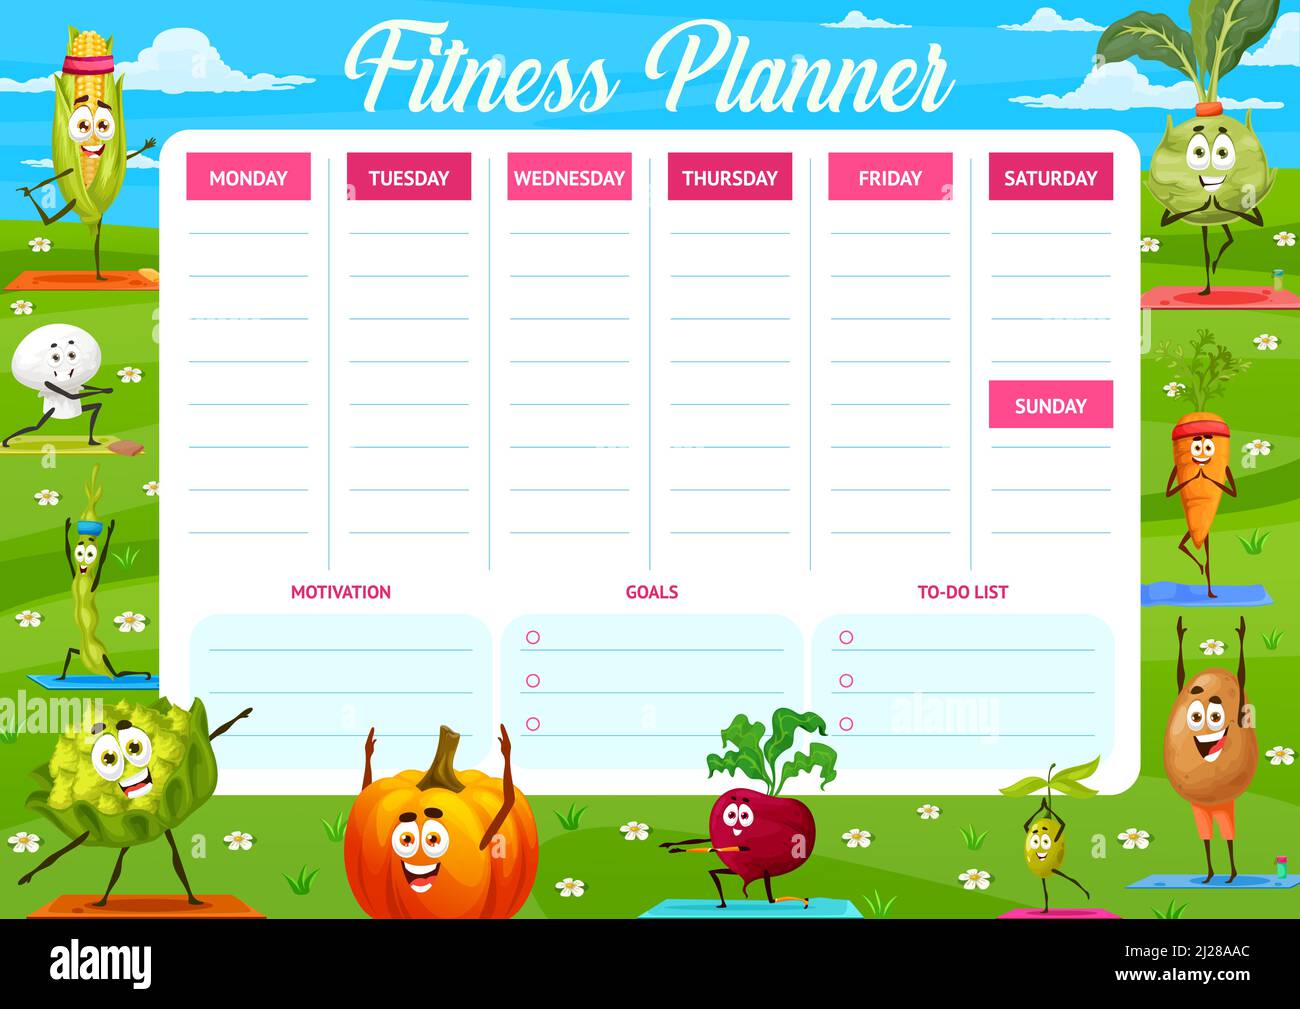 Fitness Planner
MONDAY TUESDAY WEDNESDAY THURSDAY FRIDAY SATURDAY
SUNDAY
MOTIVATION GOALS TO-DO LIST
alamy
alamy
Image ID: 2J28AAC
www.alamy.com